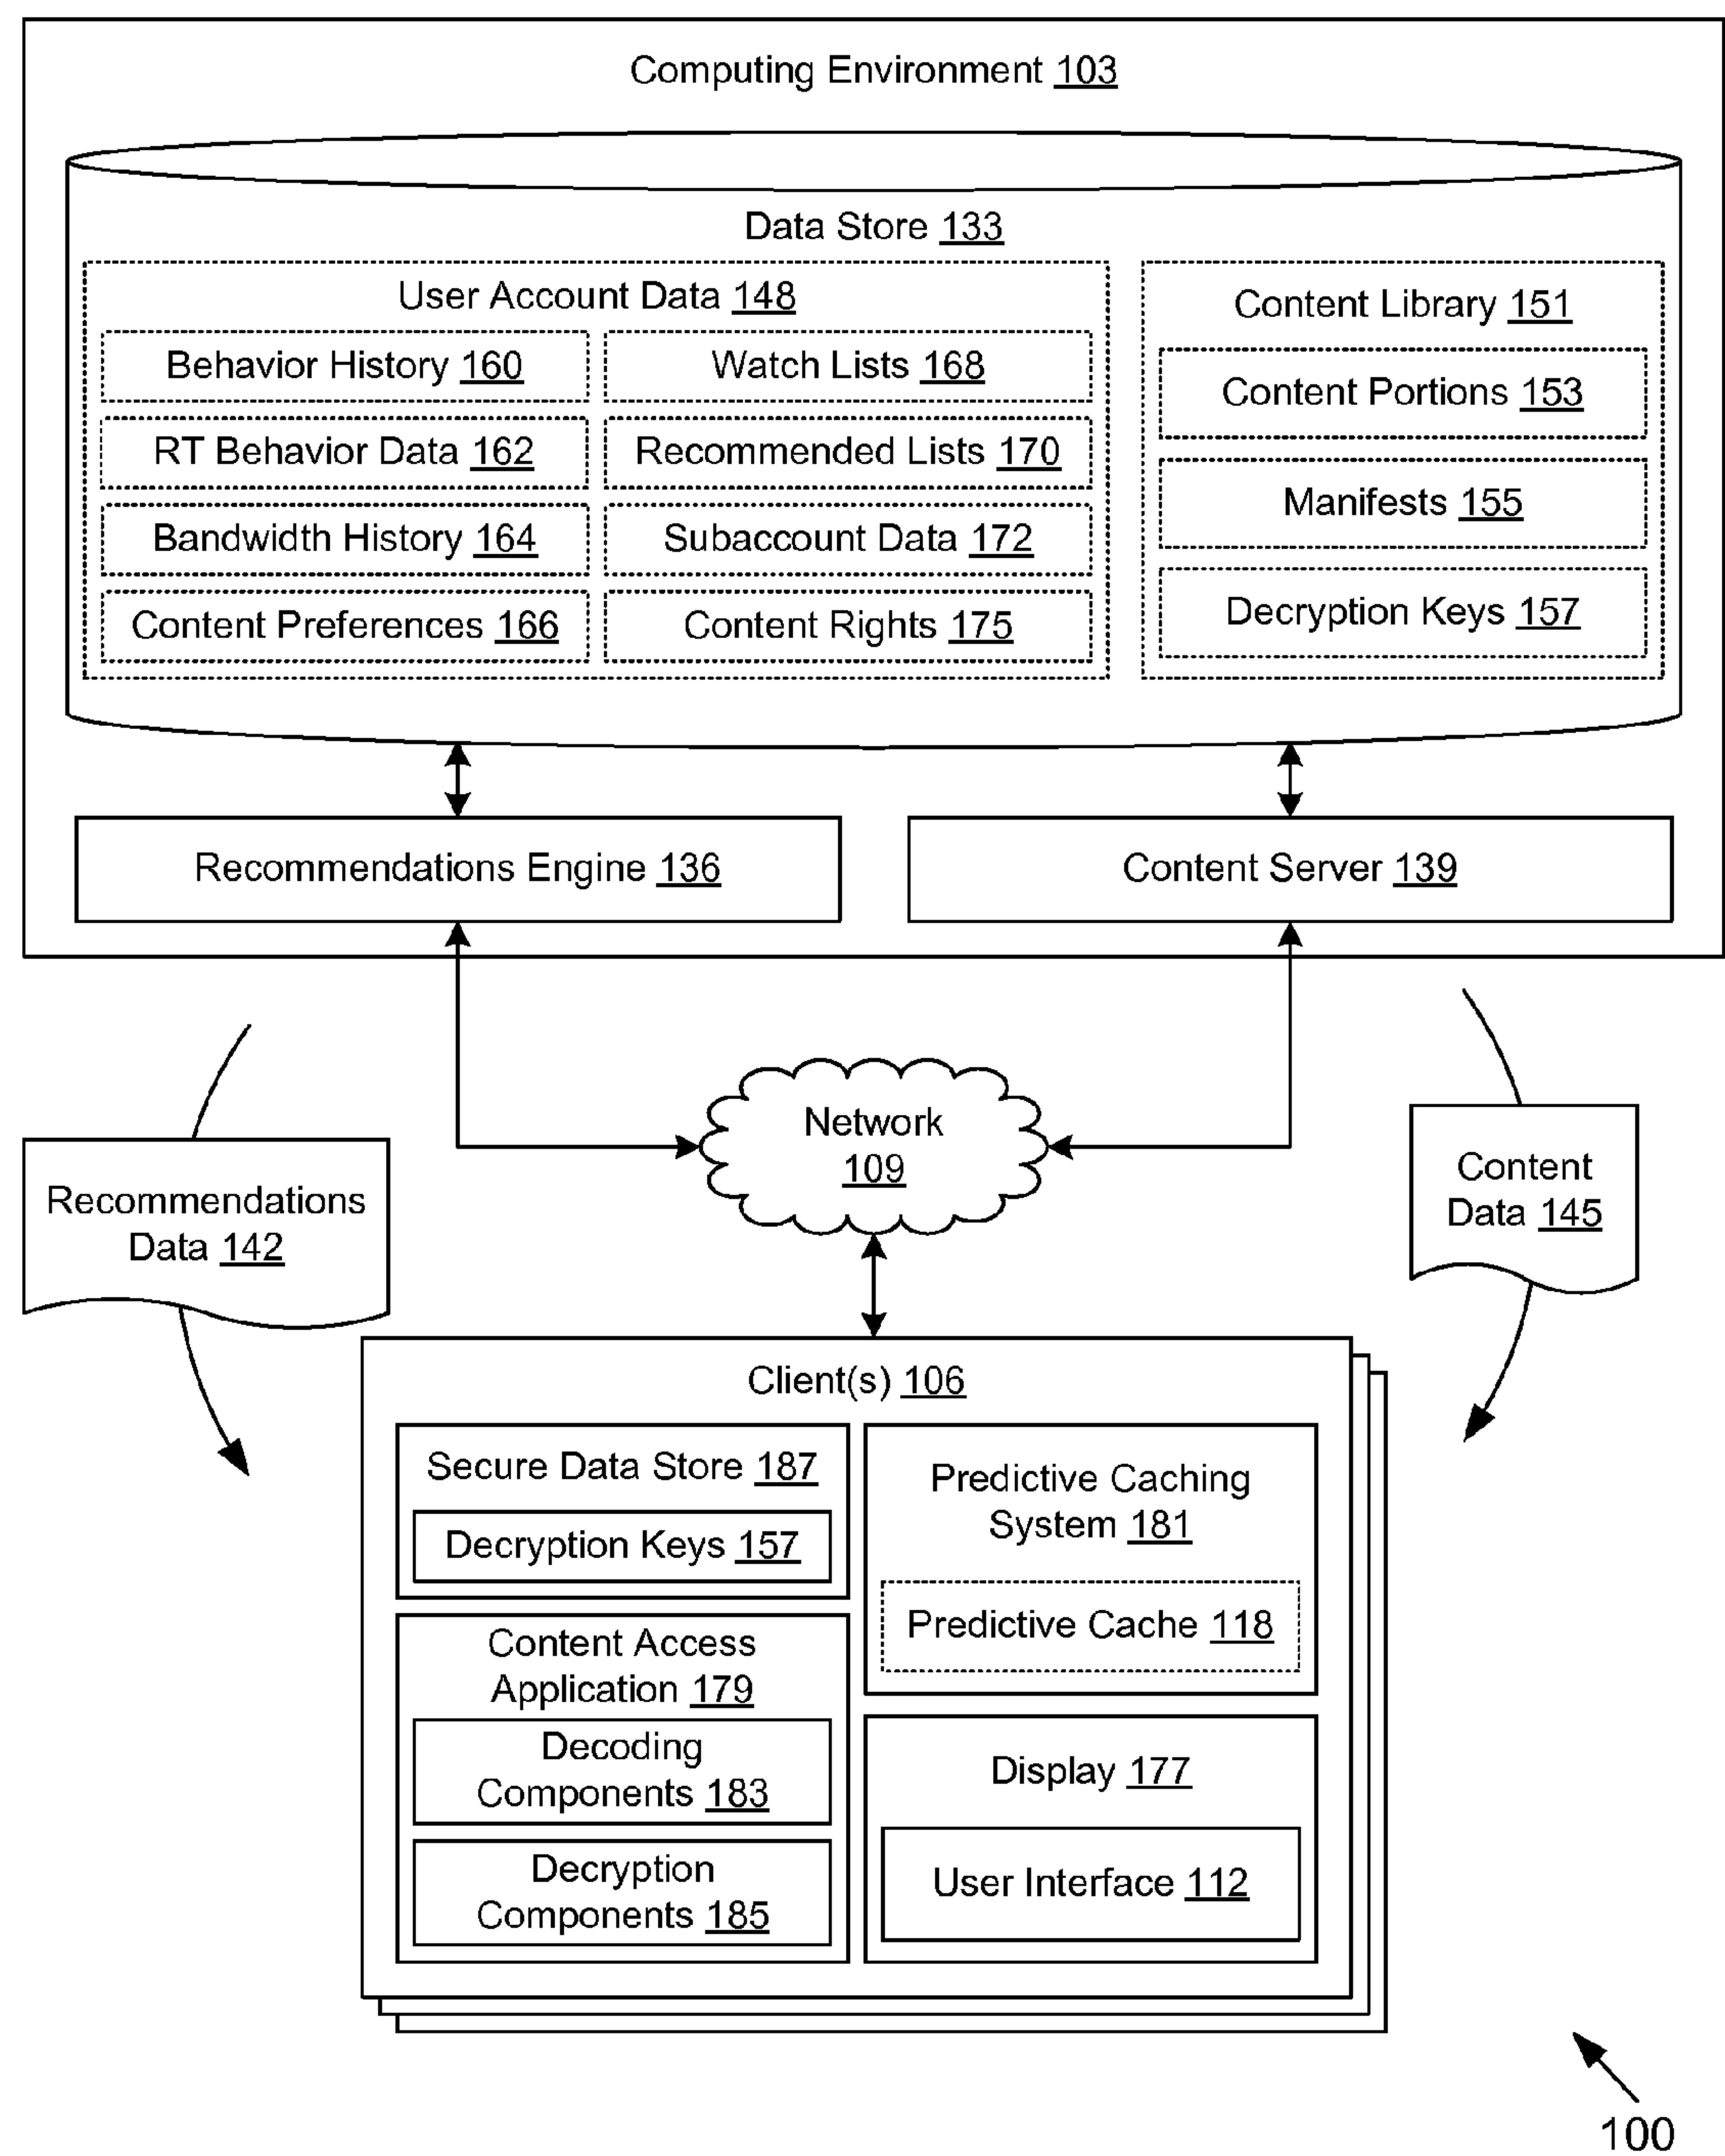 Computing Environment 103
Data Store 133
User Account Data 148
Behavior History 160
Watch Lists 168
RT Behavior Data 162
Recommended Lists 170
Bandwidth History 164
Subaccount Data 172
Content Preferences 166
Content Rights 175
Content Library 151
Content Portions 153
Manifests 155
Decryption Keys 157
Recommendations Engine 136
Content Server 139
Network
109
Recommendations
Data 142
Content
Data 145
Client(s) 106
Secure Data Store 187
Decryption Keys 157
Content Access
Application 179
Decoding
Components 183
Decryption
Components 185
Predictive Caching
System 181
Predictive Cache 118
Display 177
User Interface 112
100